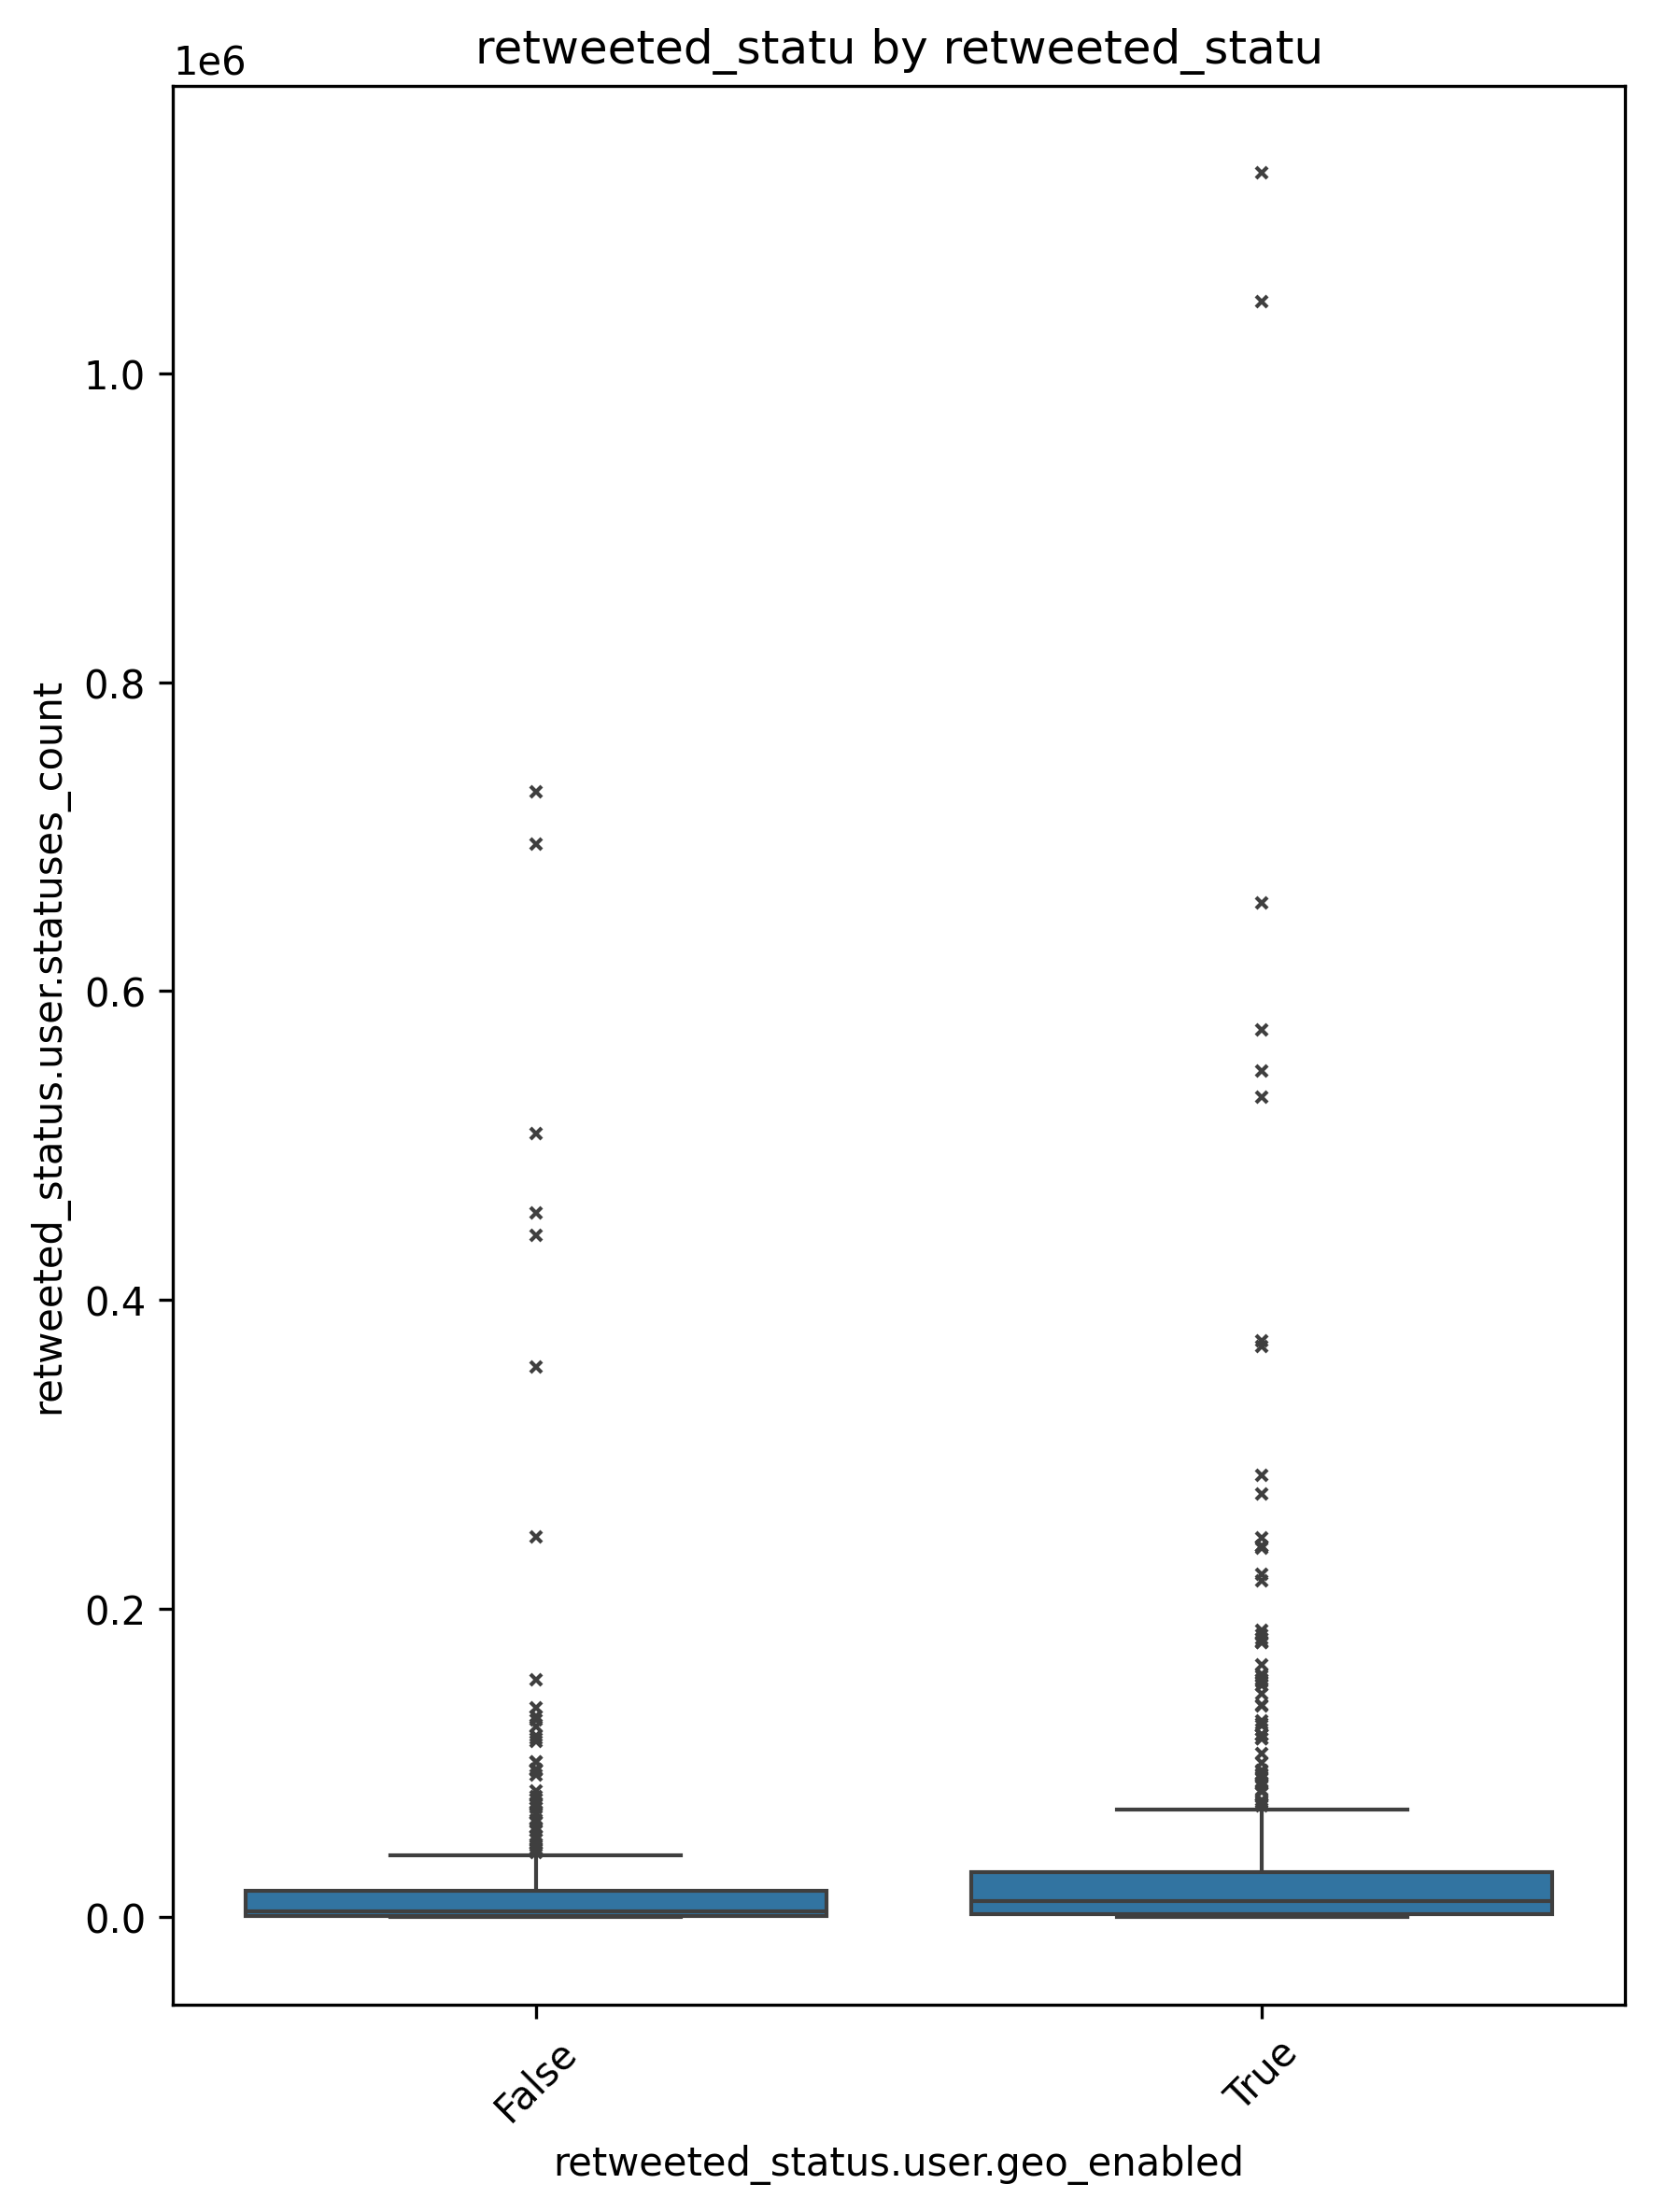 retweeted_statu by retweeted_statu
1e6
1.0
0.8
0.6
0.4
0.2
0.0
retweeted_status.user.statuses_count
False
True
retweeted_status.user.geo_enabled